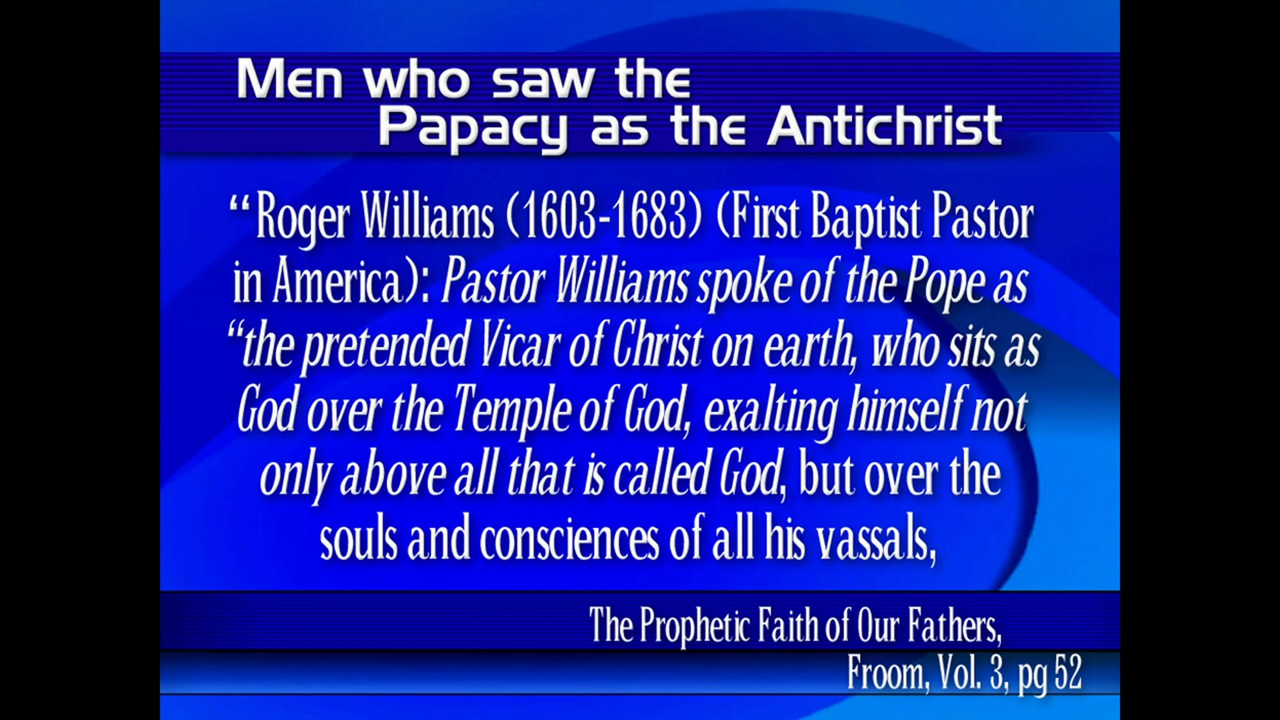 Men who saw the
Papacy as the Antichrist
“Roger Williams (1603-1683) (First Baptist Pastor
in America): Pastor Williams spoke of the Pope as
“the pretended Vicar of Christ on earth, who sits as
God over the Temple of God, exalting himself not
only above all that is called God, but over the
souls and consciences of all his vassals,
The Prophetic Faith of Our Fathers,
Froom, Vol. 3, pg 52